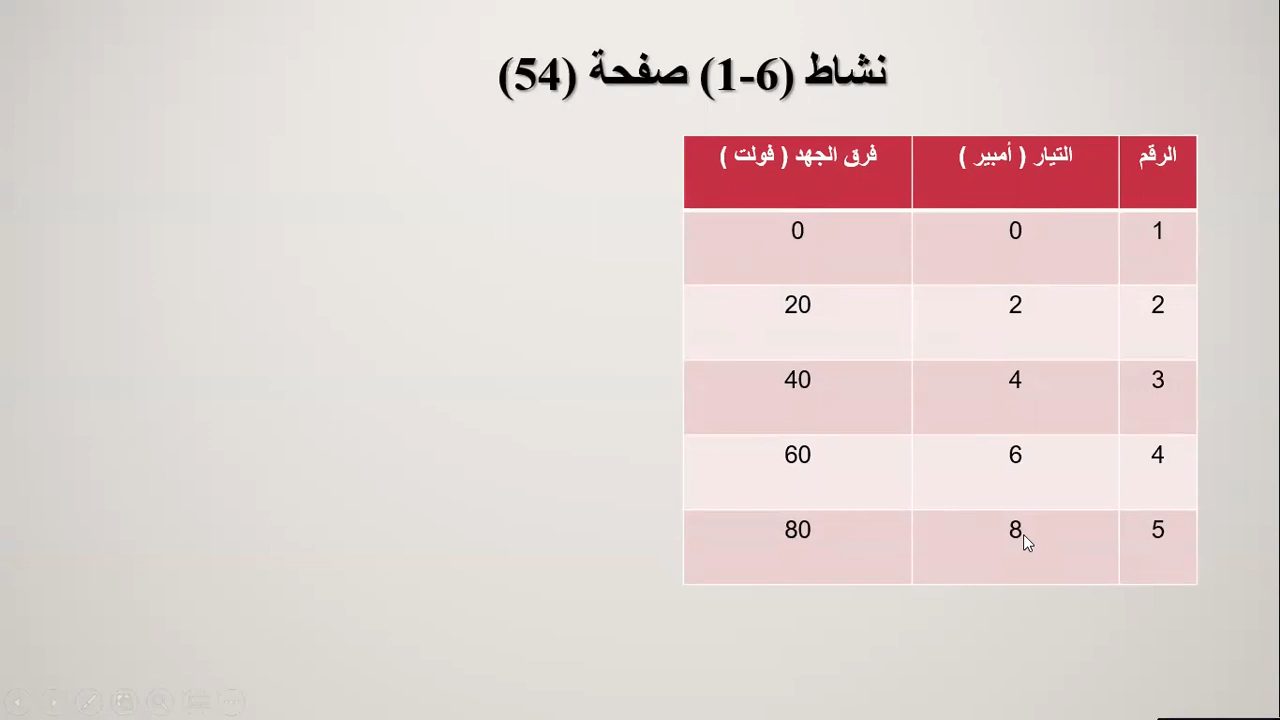 نشاط (6-1) صفحة (54)
الرقم التيار ( أمبير ) فرق الجهد ( فولت )
1 0 0
2 2 20
3 4 40
4 6 60
5 8 80